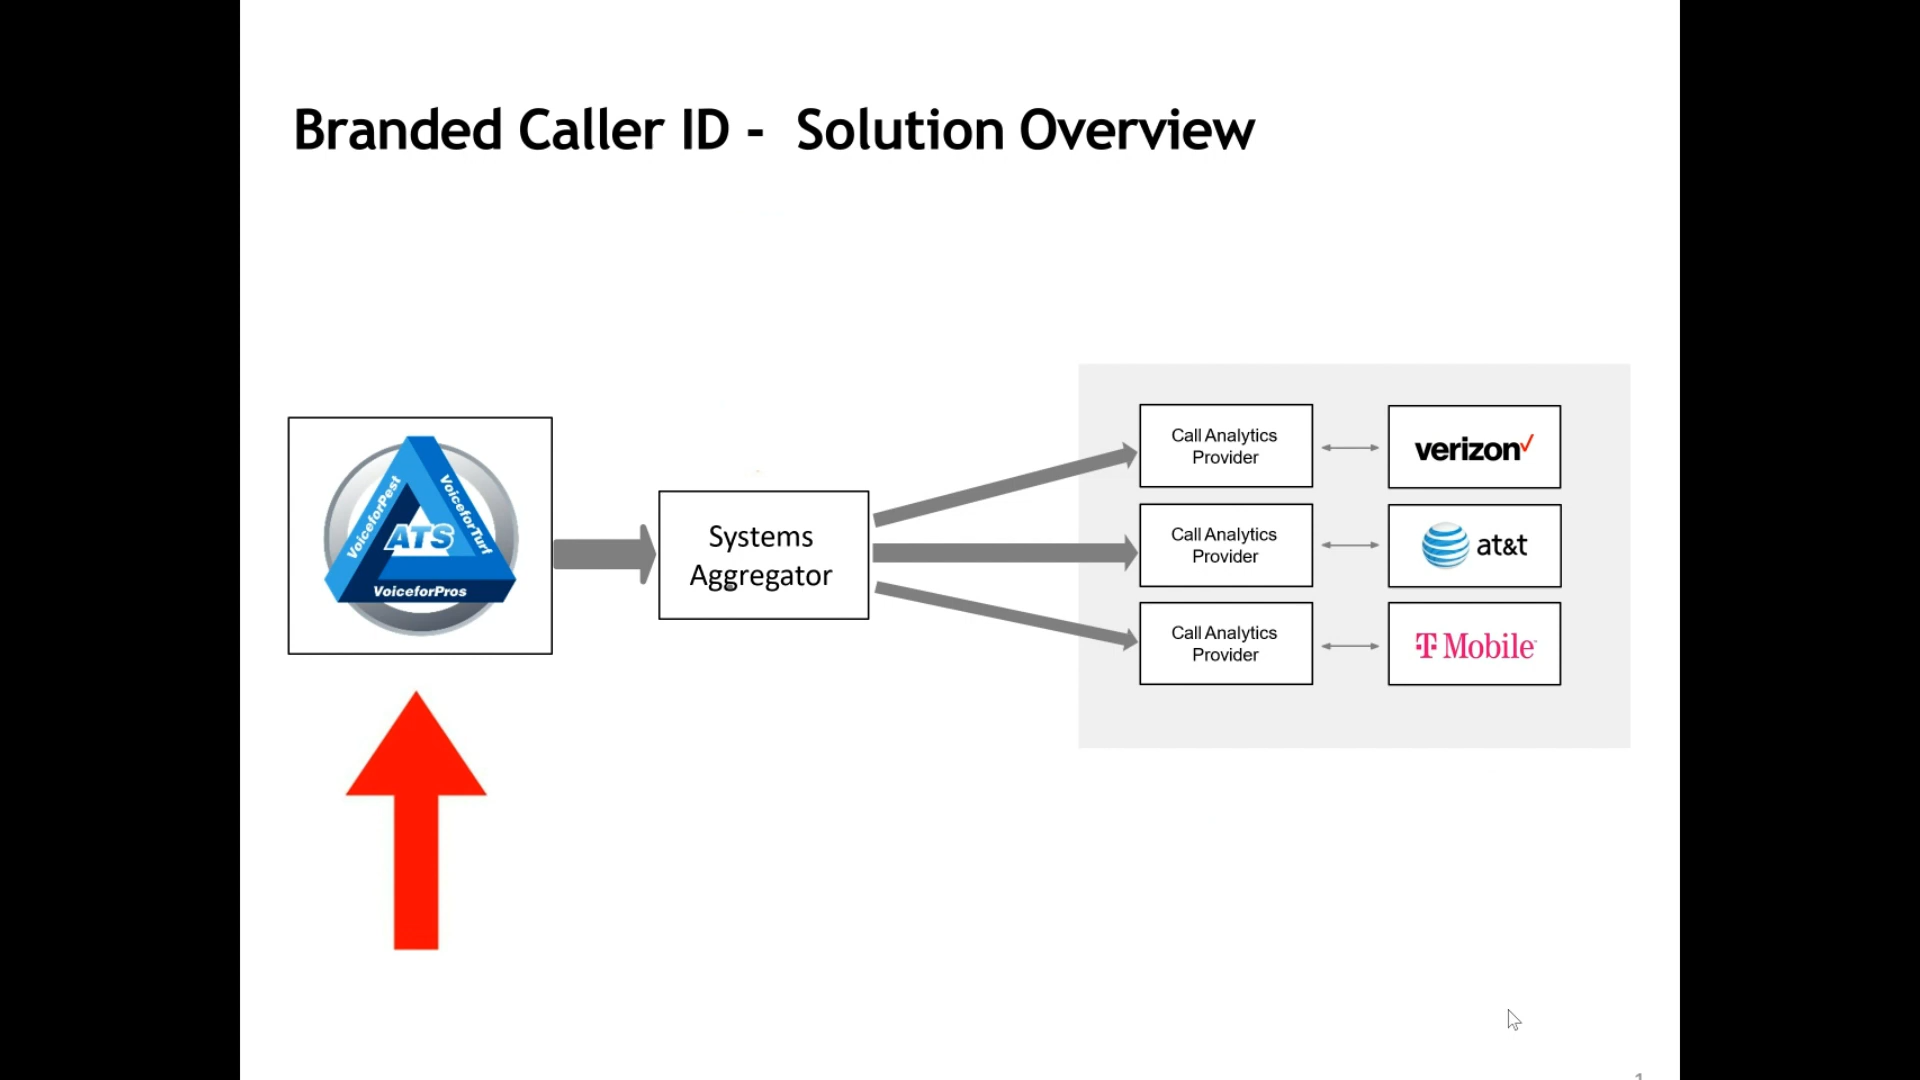 Branded Caller ID -  Solution Overview
VoiceforPest
VoiceforTurf
ATS
VoiceforPros
Systems
Aggregator
Call Analytics
Provider
verizon
Call Analytics
Provider
at&t
Call Analytics
Provider
T Mobile
1